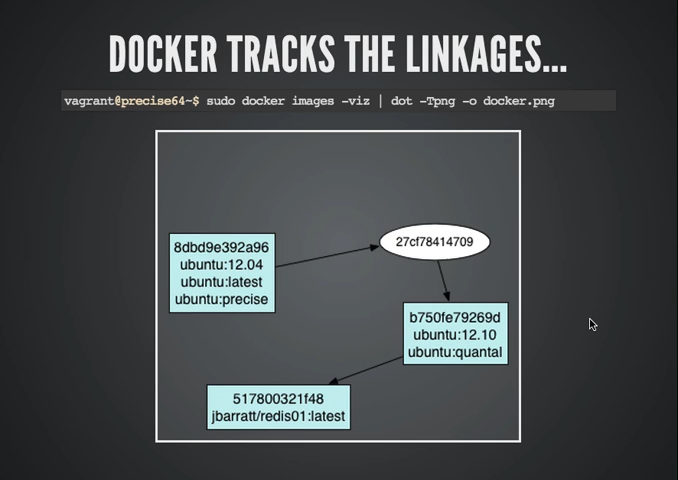 DOCKER TRACKS THE LINKAGES...
vagrant@precise64~$ sudo docker images -viz | dot -Tpng -o docker.png
8dbd9e392a96
ubuntu:12.04
ubuntu:latest
ubuntu:precise
27cf78414709
b750fe79269d
ubuntu:12.10
ubuntu:quantal
517800321f48
jbarratt/redis01:latest